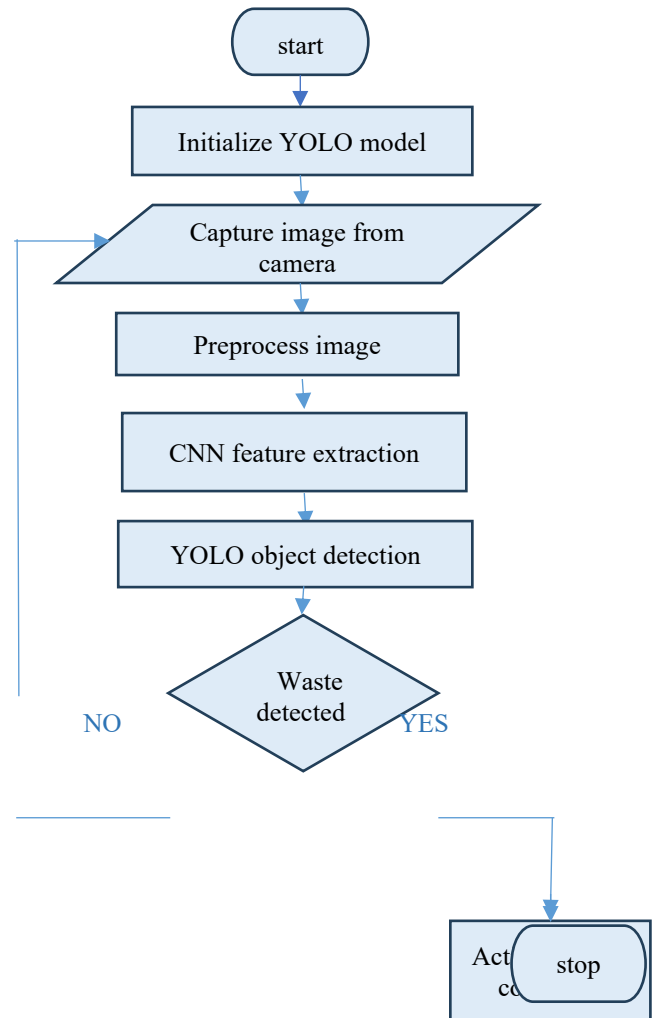 start
Initialize YOLO model
Capture image from
camera
Preprocess image
CNN feature extraction
YOLO object detection
Waste
detected
NO
YES
stop